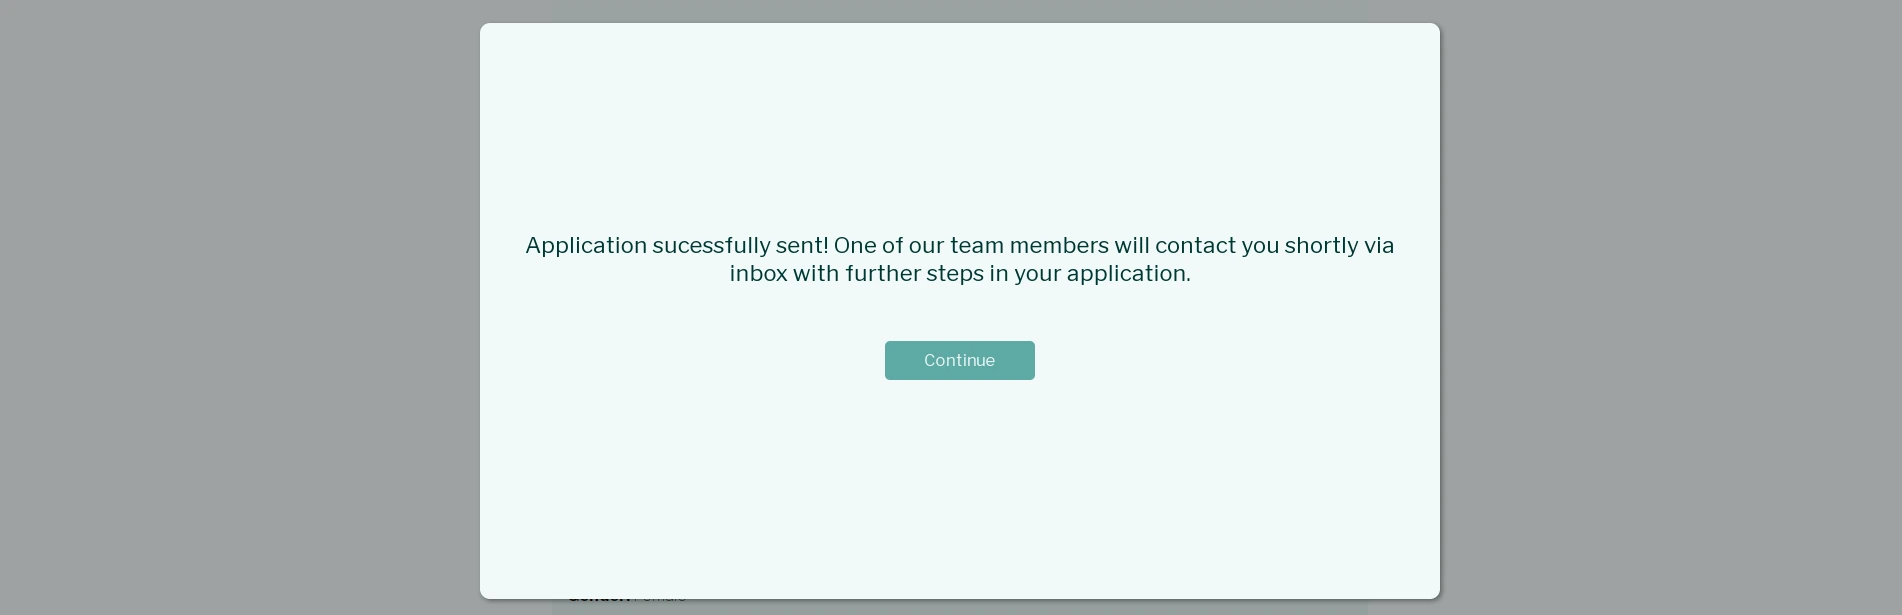 Application sucessfully sent! One of our team members will contact you shortly via
inbox with further steps in your application.
Continue